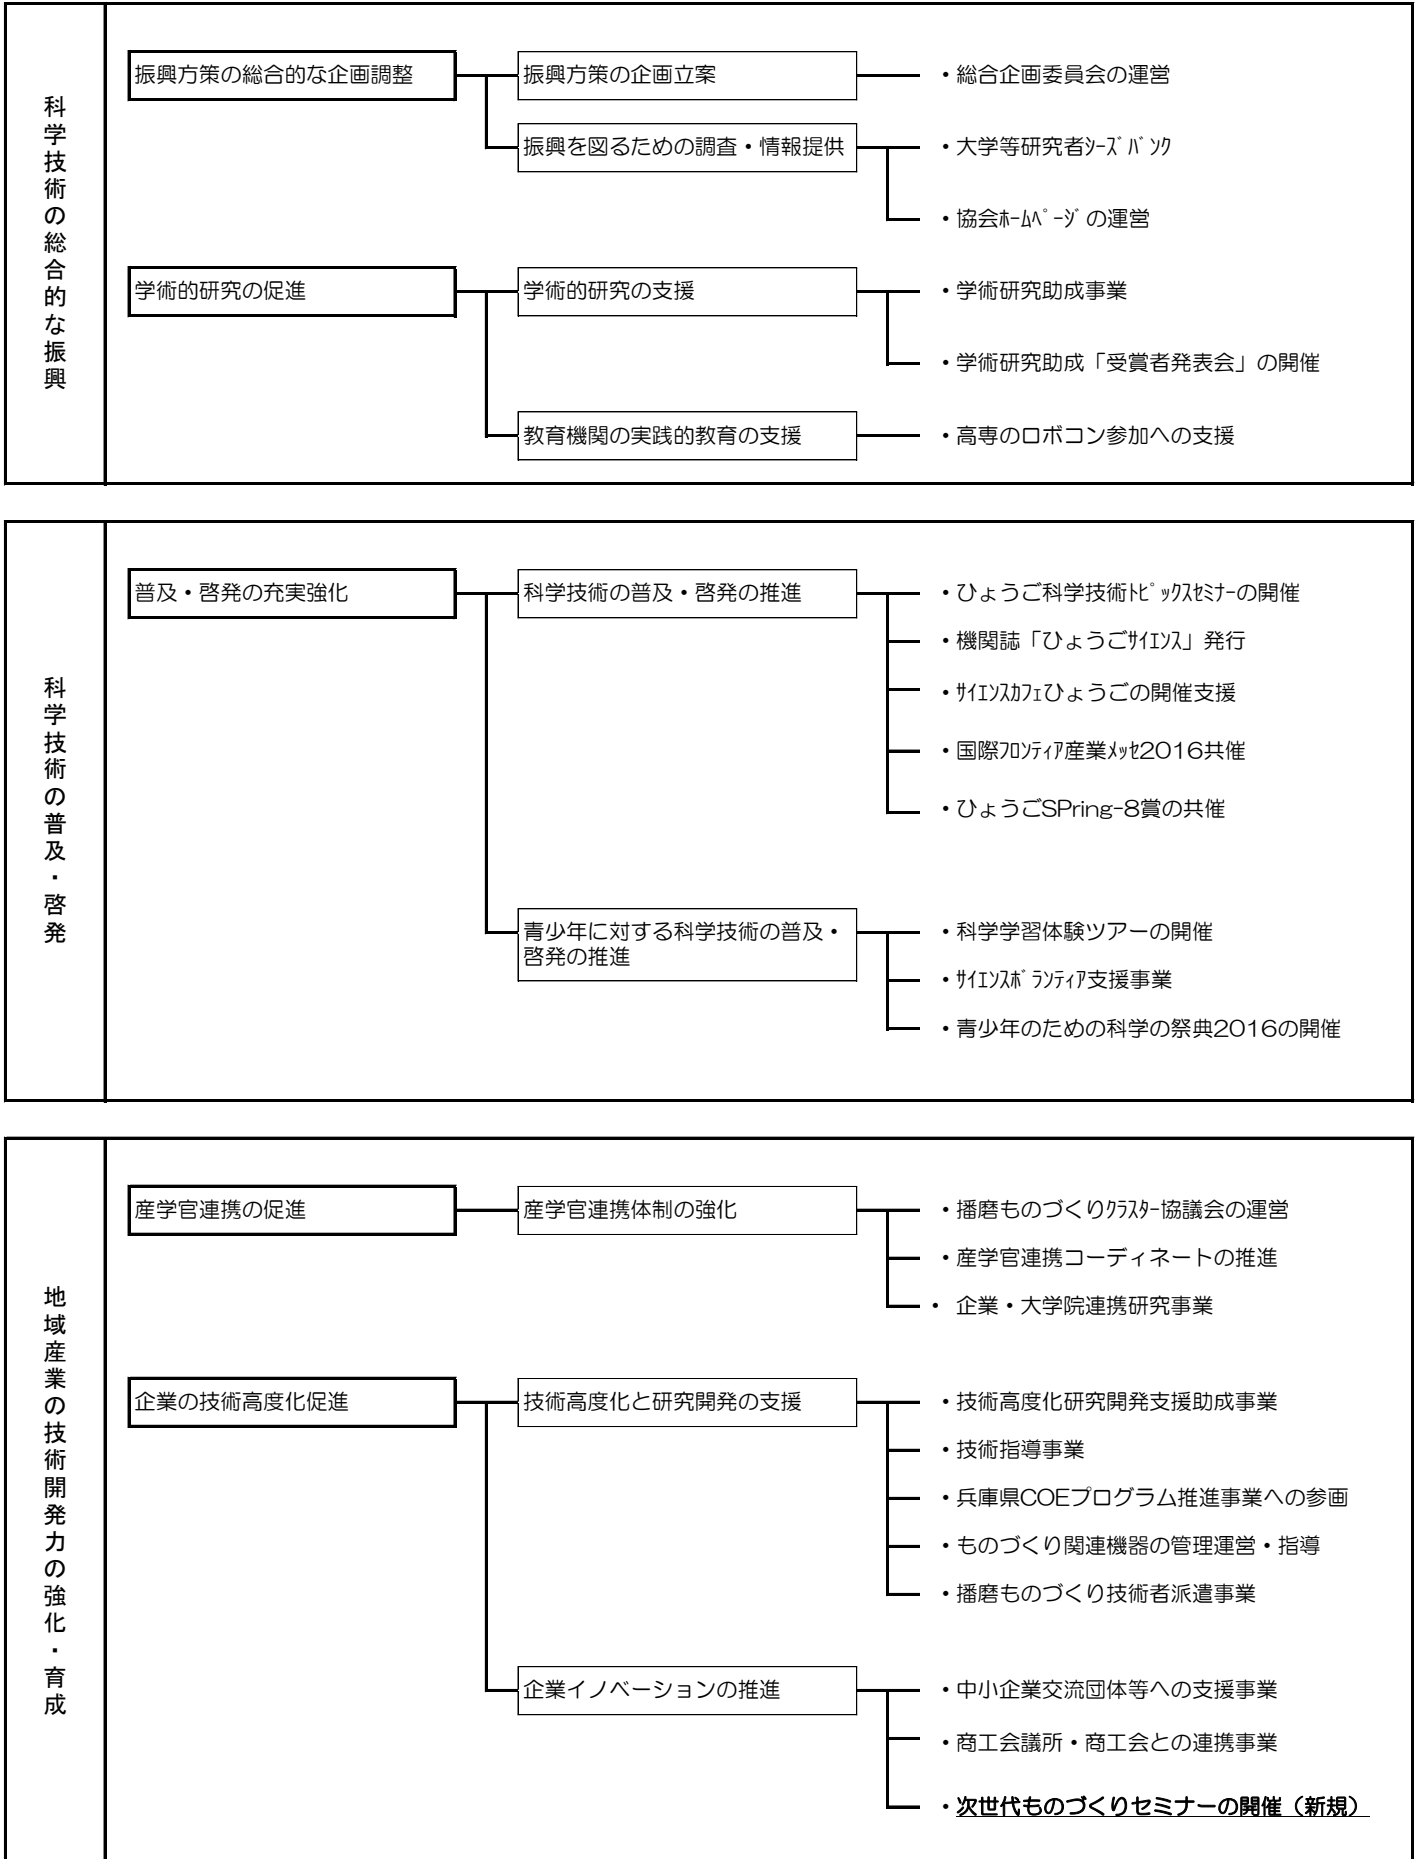 科学技術の総合的な振興
振興方策の総合的な企画調整
振興方策の企画立案
・総合企画委員会の運営
振興を図るための調査・情報提供
・大学等研究者ｼｰｽﾞﾊﾞﾝｸ
・協会ﾎｰﾑﾍﾟｰｼﾞの運営
学術的研究の促進
学術的研究の支援
・学術研究助成事業
・学術研究助成「受賞者発表会」の開催
教育機関の実践的教育の支援
・高専のロボコン参加への支援
科学技術の普及・啓発
普及・啓発の充実強化
科学技術の普及・啓発の推進
・ひょうご科学技術ﾄﾋﾟｯｸｽｾﾐﾅｰの開催
・機関誌「ひょうごｻｲｴﾝｽ」発行
・ｻｲｴﾝｽｶﾌｪひょうごの開催支援
・国際ﾌﾛﾝﾃｨｱ産業ﾒｯｾ2016共催
・ひょうごSPring-8賞の共催
青少年に対する科学技術の普及・
啓発の推進
・科学学習体験ツアーの開催
・ｻｲｴﾝｽﾎﾞﾗﾝﾃｨｱ支援事業
・青少年のための科学の祭典2016の開催
地域産業の技術開発力の強化・育成
産学官連携の促進
産学官連携体制の強化
・播磨ものづくりｸﾗｽﾀｰ協議会の運営
・産学官連携コーディネートの推進
・ 企業・大学院連携研究事業
企業の技術高度化促進
技術高度化と研究開発の支援
・技術高度化研究開発支援助成事業
・技術指導事業
・兵庫県COEプログラム推進事業への参画
・ものづくり関連機器の管理運営・指導
・播磨ものづくり技術者派遣事業
企業イノベーションの推進
・中小企業交流団体等への支援事業
・商工会議所・商工会との連携事業
・次世代ものづくりセミナーの開催（新規）